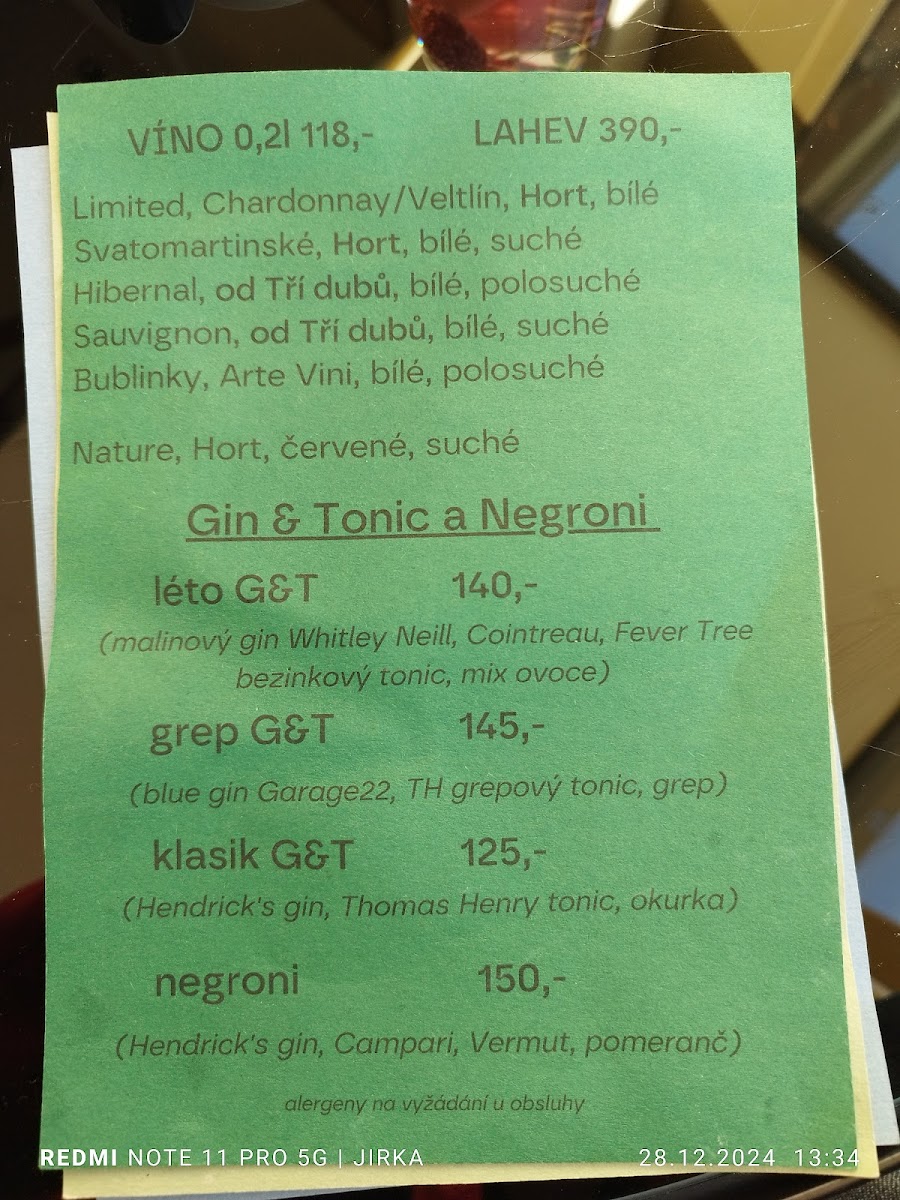 VÍNO 0,2l 118,- LAHEV 390,-
Limited, Chardonnay/Veltlín, Hort, bílé
Svatomartinské, Hort, bílé, suché
Hibernal, od Tří dubů, bílé, polosuché
Sauvignon, od Tří dubů, bílé, suché
Bublinky, Arte Vini, bílé, polosuché
Nature, Hort, červené, suché
Gin & Tonic a Negroni
léto G&T 140,-
(malinový gin Whitley Neill, Cointreau, Fever Tree
bezinkový tonic, mix ovoce)
grep G&T 145,-
(blue gin Garage22, TH grepový tonic, grep)
klasik G&T 125,-
(Hendrick's gin, Thomas Henry tonic, okurka)
negroni 150,-
(Hendrick's gin, Campari, Vermut, pomeranč)
alergeny na vyžádání u obsluhy
REDMI NOTE 11 PRO 5G | JIRKA 28.12.2024 13:34